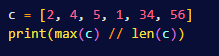 c = [2, 4, 5, 1, 34, 56]
print(max(c) // len(c))